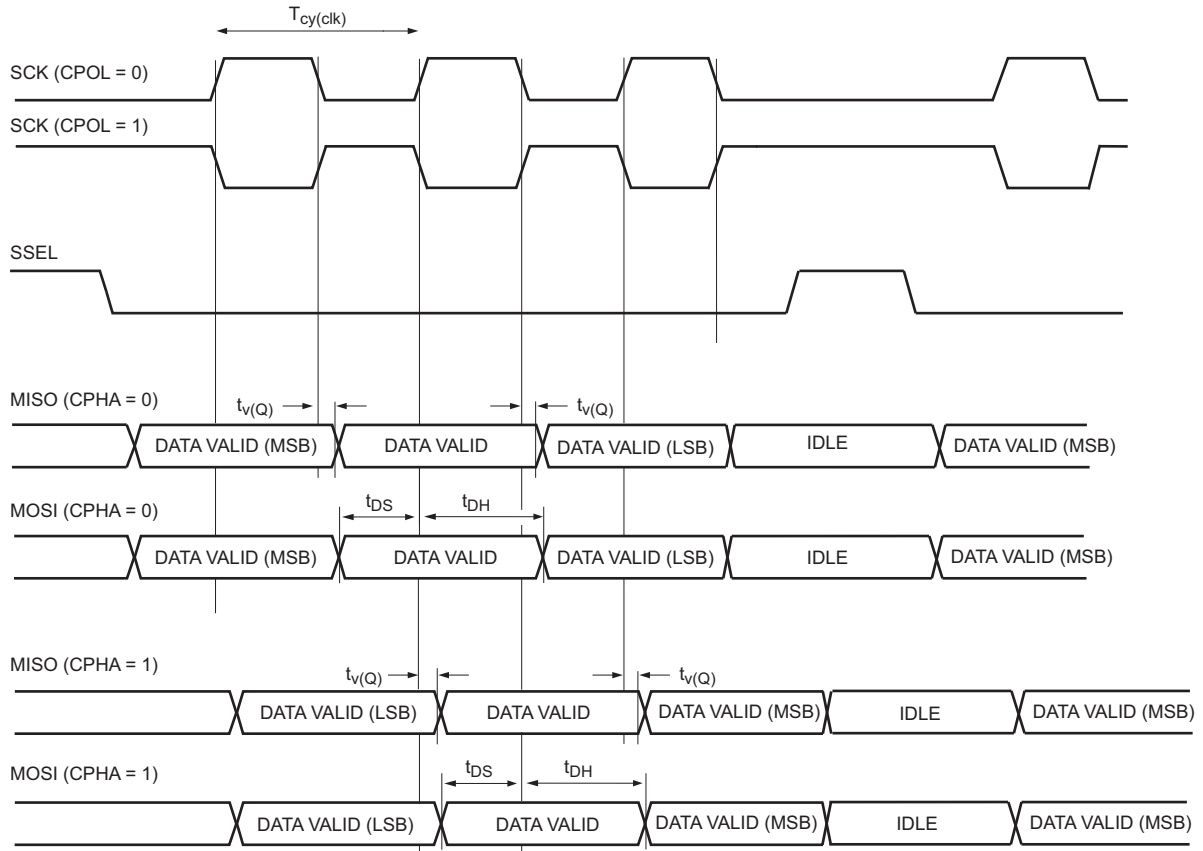 Tcy(clk)
SCK (CPOL = 0)
SCK (CPOL = 1)
SSEL
MISO (CPHA = 0)
tv(Q)
tv(Q)
DATA VALID (MSB)
DATA VALID
DATA VALID (LSB)
IDLE
DATA VALID (MSB)
MOSI (CPHA = 0)
tDS
tDH
DATA VALID (MSB)
DATA VALID
DATA VALID (LSB)
IDLE
DATA VALID (MSB)
MISO (CPHA = 1)
tv(Q)
tv(Q)
DATA VALID (LSB)
DATA VALID
DATA VALID (MSB)
IDLE
DATA VALID (MSB)
MOSI (CPHA = 1)
tDS
tDH
DATA VALID (LSB)
DATA VALID
DATA VALID (MSB)
IDLE
DATA VALID (MSB)